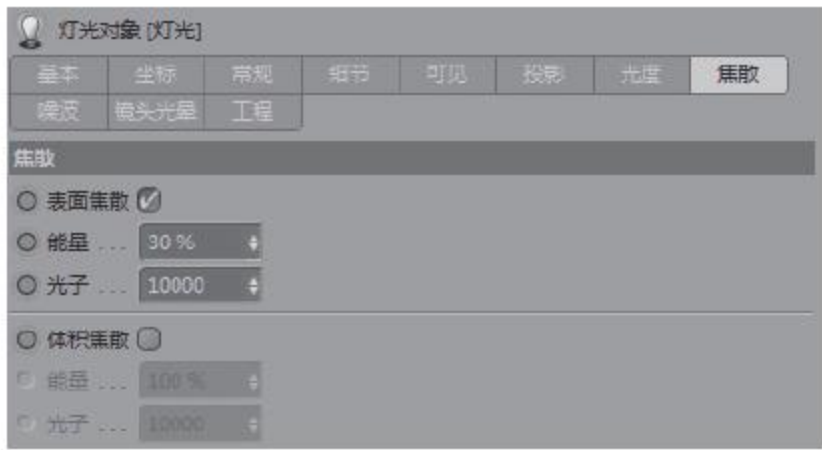 灯光对象 [灯光]
基本 坐标 常规 细节 可见 投影 光度 焦散
噪波 镜头光晕 工程
焦散
表面焦散
能量 . . . 30 %
光子 . . . 10000
体积焦散
能量 . . . 100 %
光子 . . . 10000